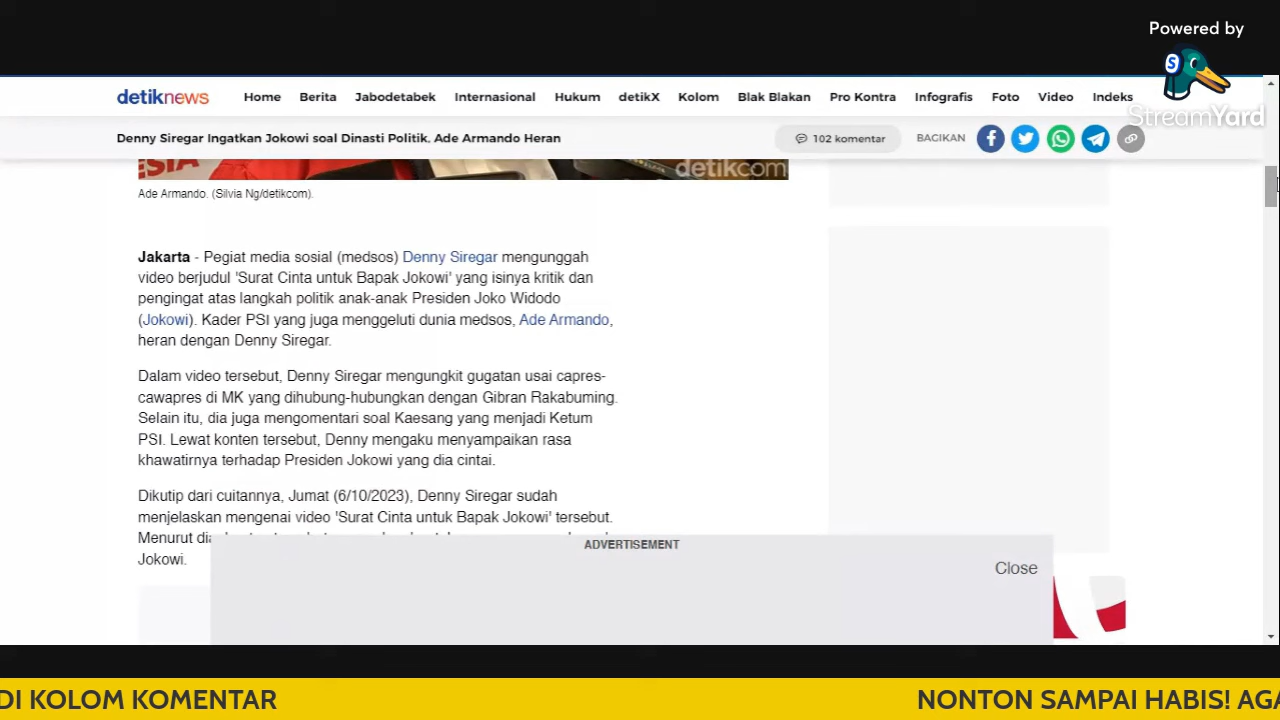 Powered by
S
StreamYard
detiknews
Home Berita Jabodetabek Internasional Hukum detikX Kolom Blak Blakan Pro Kontra Infografis Foto Video Indeks
Denny Siregar Ingatkan Jokowi soal Dinasti Politik, Ade Armando Heran
102 komentar
BAGIKAN
detikcom
Ade Armando. (Silvia Ng/detikcom).
Jakarta - Pegiat media sosial (medsos) Denny Siregar mengunggah
video berjudul 'Surat Cinta untuk Bapak Jokowi' yang isinya kritik dan
pengingat atas langkah politik anak-anak Presiden Joko Widodo
(Jokowi). Kader PSI yang juga menggeluti dunia medsos, Ade Armando,
heran dengan Denny Siregar.
Dalam video tersebut, Denny Siregar mengungkit gugatan usai capres-
cawapres di MK yang dihubung-hubungkan dengan Gibran Rakabuming.
Selain itu, dia juga mengomentari soal Kaesang yang menjadi Ketum
PSI. Lewat konten tersebut, Denny mengaku menyampaikan rasa
khawatirnya terhadap Presiden Jokowi yang dia cintai.
Dikutip dari cuitannya, Jumat (6/10/2023), Denny Siregar sudah
menjelaskan mengenai video 'Surat Cinta untuk Bapak Jokowi' tersebut.
Menurut
Jokowi.
ADVERTISEMENT
Close
DI KOLOM KOMENTAR
NONTON SAMPAI HABIS!